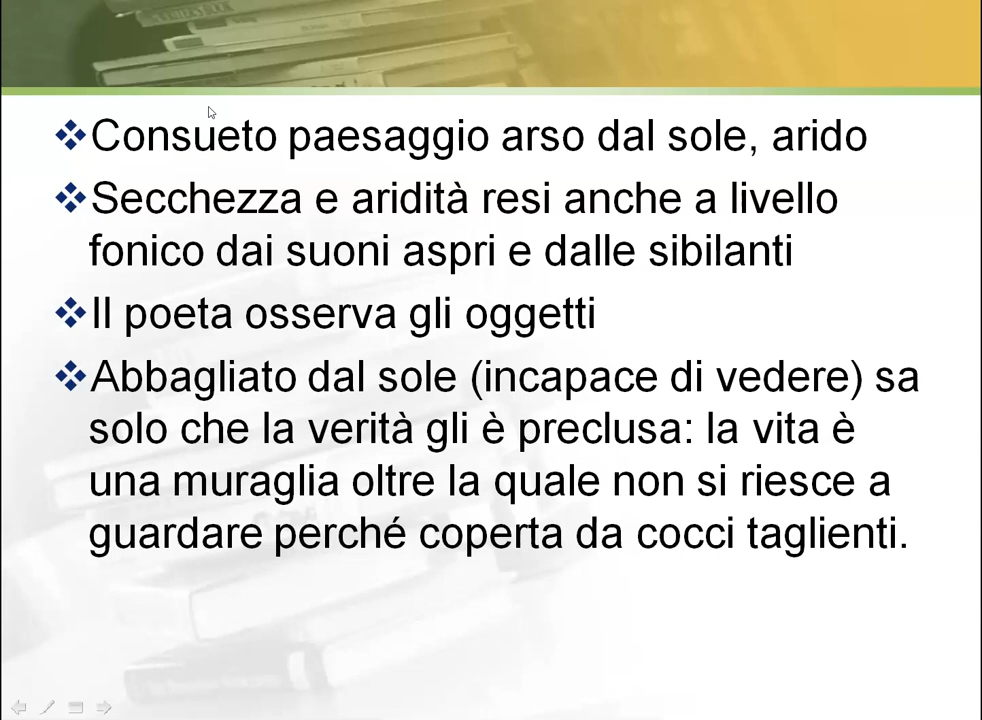 Consueto paesaggio arso dal sole, arido
Secchezza e aridità resi anche a livello
fonico dai suoni aspri e dalle sibilanti
Il poeta osserva gli oggetti
Abbagliato dal sole (incapace di vedere) sa
solo che la verità gli è preclusa: la vita è
una muraglia oltre la quale non si riesce a
guardare perché coperta da cocci taglienti.